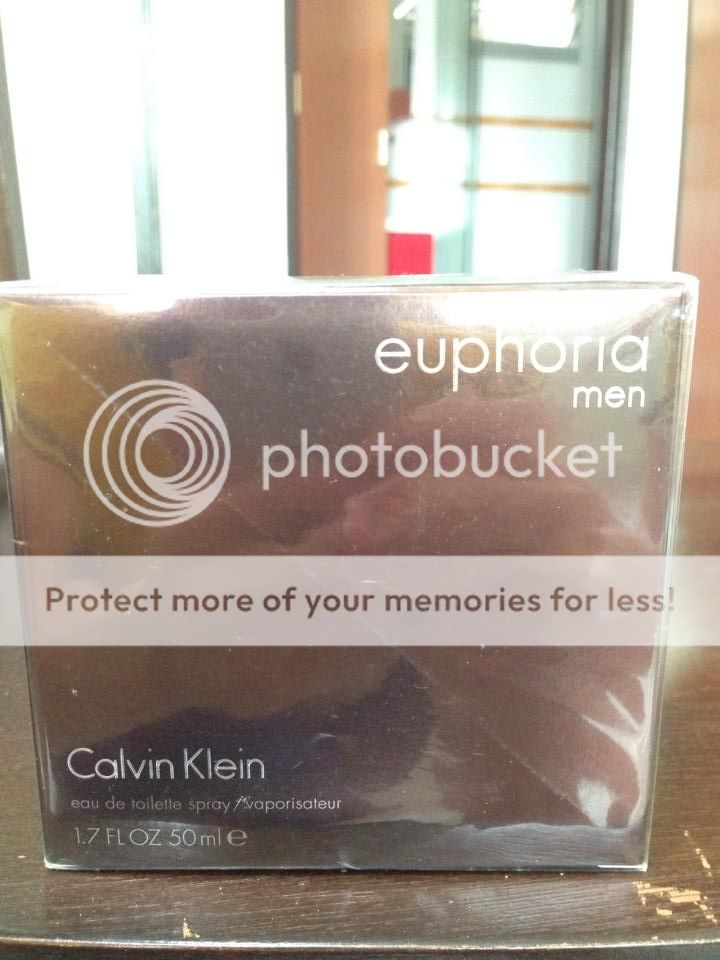 euphoria
men
photobucket
Protect more of your memories for less!
Calvin Klein
eau de toilette spray / vaporisateur
1.7 FL OZ 50 ml ℮